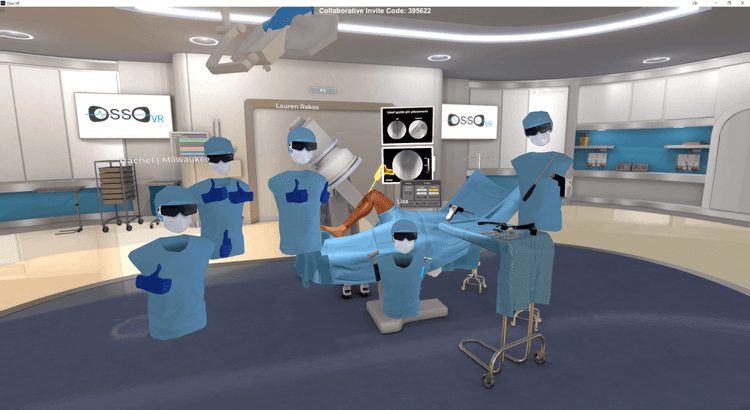 Osso VR
Collaborative Invite Code: 395622
Lauren Rakes
Ideal guide pin placement
OSSO VR
OSSO VR
Rachel | Milwaukee
Lisa